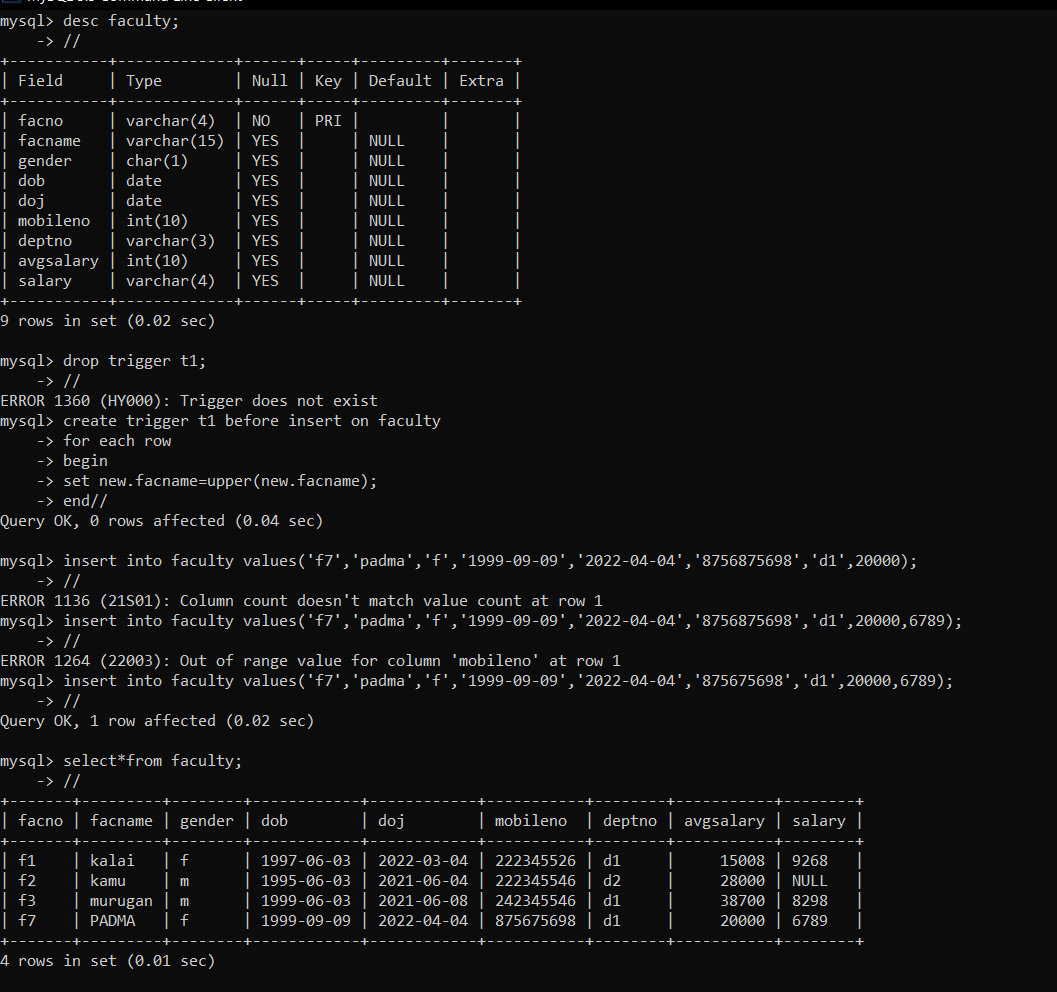 mysql> desc faculty;
    -> //
+-----------+-------------+------+-----+---------+-------+
| Field     | Type        | Null | Key | Default | Extra |
+-----------+-------------+------+-----+---------+-------+
| facno     | varchar(4)  | NO   | PRI |         |       |
| facname   | varchar(15) | YES  |     | NULL    |       |
| gender    | char(1)     | YES  |     | NULL    |       |
| dob       | date        | YES  |     | NULL    |       |
| doj       | date        | YES  |     | NULL    |       |
| mobileno  | int(10)     | YES  |     | NULL    |       |
| deptno    | varchar(3)  | YES  |     | NULL    |       |
| avgsalary | int(10)     | YES  |     | NULL    |       |
| salary    | varchar(4)  | YES  |     | NULL    |       |
+-----------+-------------+------+-----+---------+-------+
9 rows in set (0.02 sec)

mysql> drop trigger t1;
    -> //
ERROR 1360 (HY000): Trigger does not exist
mysql> create trigger t1 before insert on faculty
    -> for each row
    -> begin
    -> set new.facname=upper(new.facname);
    -> end//
Query OK, 0 rows affected (0.04 sec)

mysql> insert into faculty values('f7','padma','f','1999-09-09','2022-04-04','8756875698','d1',20000);
    -> //
ERROR 1136 (21S01): Column count doesn't match value count at row 1
mysql> insert into faculty values('f7','padma','f','1999-09-09','2022-04-04','8756875698','d1',20000,6789);
    -> //
ERROR 1264 (22003): Out of range value for column 'mobileno' at row 1
mysql> insert into faculty values('f7','padma','f','1999-09-09','2022-04-04','875675698','d1',20000,6789);
    -> //
Query OK, 1 row affected (0.02 sec)

mysql> select*from faculty;
    -> //
+-------+---------+--------+------------+------------+-----------+--------+-----------+--------+
| facno | facname | gender | dob        | doj        | mobileno  | deptno | avgsalary | salary |
+-------+---------+--------+------------+------------+-----------+--------+-----------+--------+
| f1    | kalai   | f      | 1997-06-03 | 2022-03-04 | 222345526 | d1     |     15008 | 9268   |
| f2    | kamu    | m      | 1995-06-03 | 2021-06-04 | 222345546 | d2     |     28000 | NULL   |
| f3    | murugan | m      | 1999-06-03 | 2021-06-08 | 242345546 | d1     |     38700 | 8298   |
| f7    | PADMA   | f      | 1999-09-09 | 2022-04-04 | 875675698 | d1     |     20000 | 6789   |
+-------+---------+--------+------------+------------+-----------+--------+-----------+--------+
4 rows in set (0.01 sec)